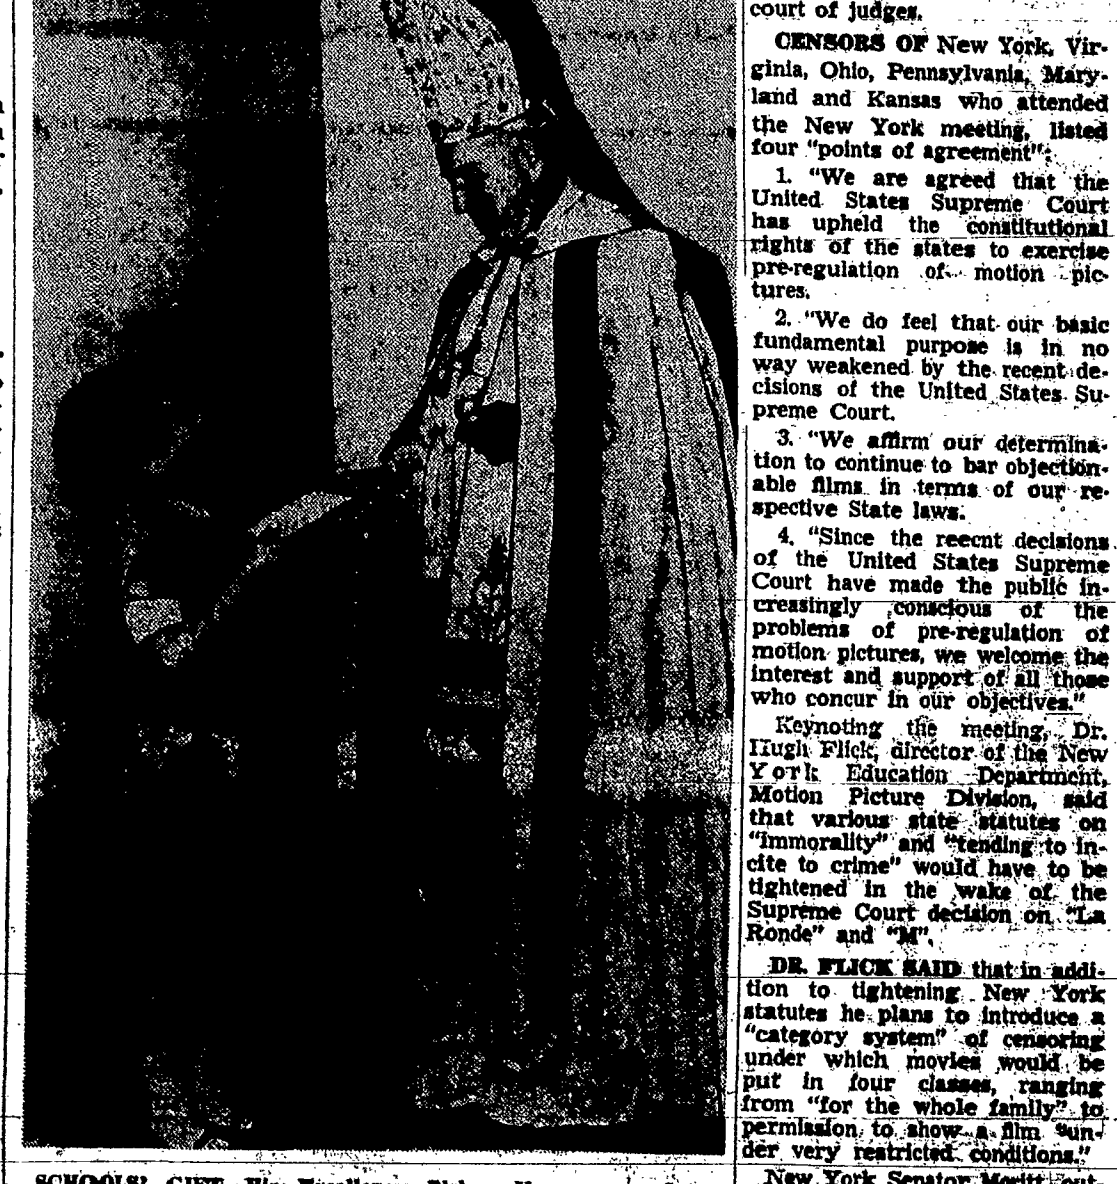 court of judges.
CENSORS OF New York, Vir-
ginia, Ohio, Pennsylvania, Mary-
land and Kansas who attended
the New York meeting, listed
four "points of agreement":
1. "We are agreed that the
United States Supreme Court
has upheld the constitutional
rights of the states to exercise
pre-regulation of motion pic-
tures.
2. "We do feel that our basic
fundamental purpose is in no
way weakened by the recent de-
cisions of the United States Su-
preme Court.
3. "We affirm our determina-
tion to continue to bar objection-
able films in terms of our re-
spective State laws.
4. "Since the reecnt decisions
of the United States Supreme
Court have made the public in-
creasingly conscious of the
problems of pre-regulation of
motion pictures, we welcome the
interest and support of all those
who concur in our objectives."
Keynoting the meeting, Dr.
Hugh Flick, director of the New
York Education Department,
Motion Picture Division, said
that various state statutes on
"immorality" and "tending to in-
cite to crime" would have to be
tightened in the wake of the
Supreme Court decision on "La
Ronde" and "M".
DR. FLICK SAID that in addi-
tion to tightening New York
statutes he plans to introduce a
"category system" of censoring
under which movies would be
put in four classes, ranging
from "for the whole family" to
permission to show a film "un-
der very restricted conditions."
New York Senator
SCHOOLS' GIFT His Excellency